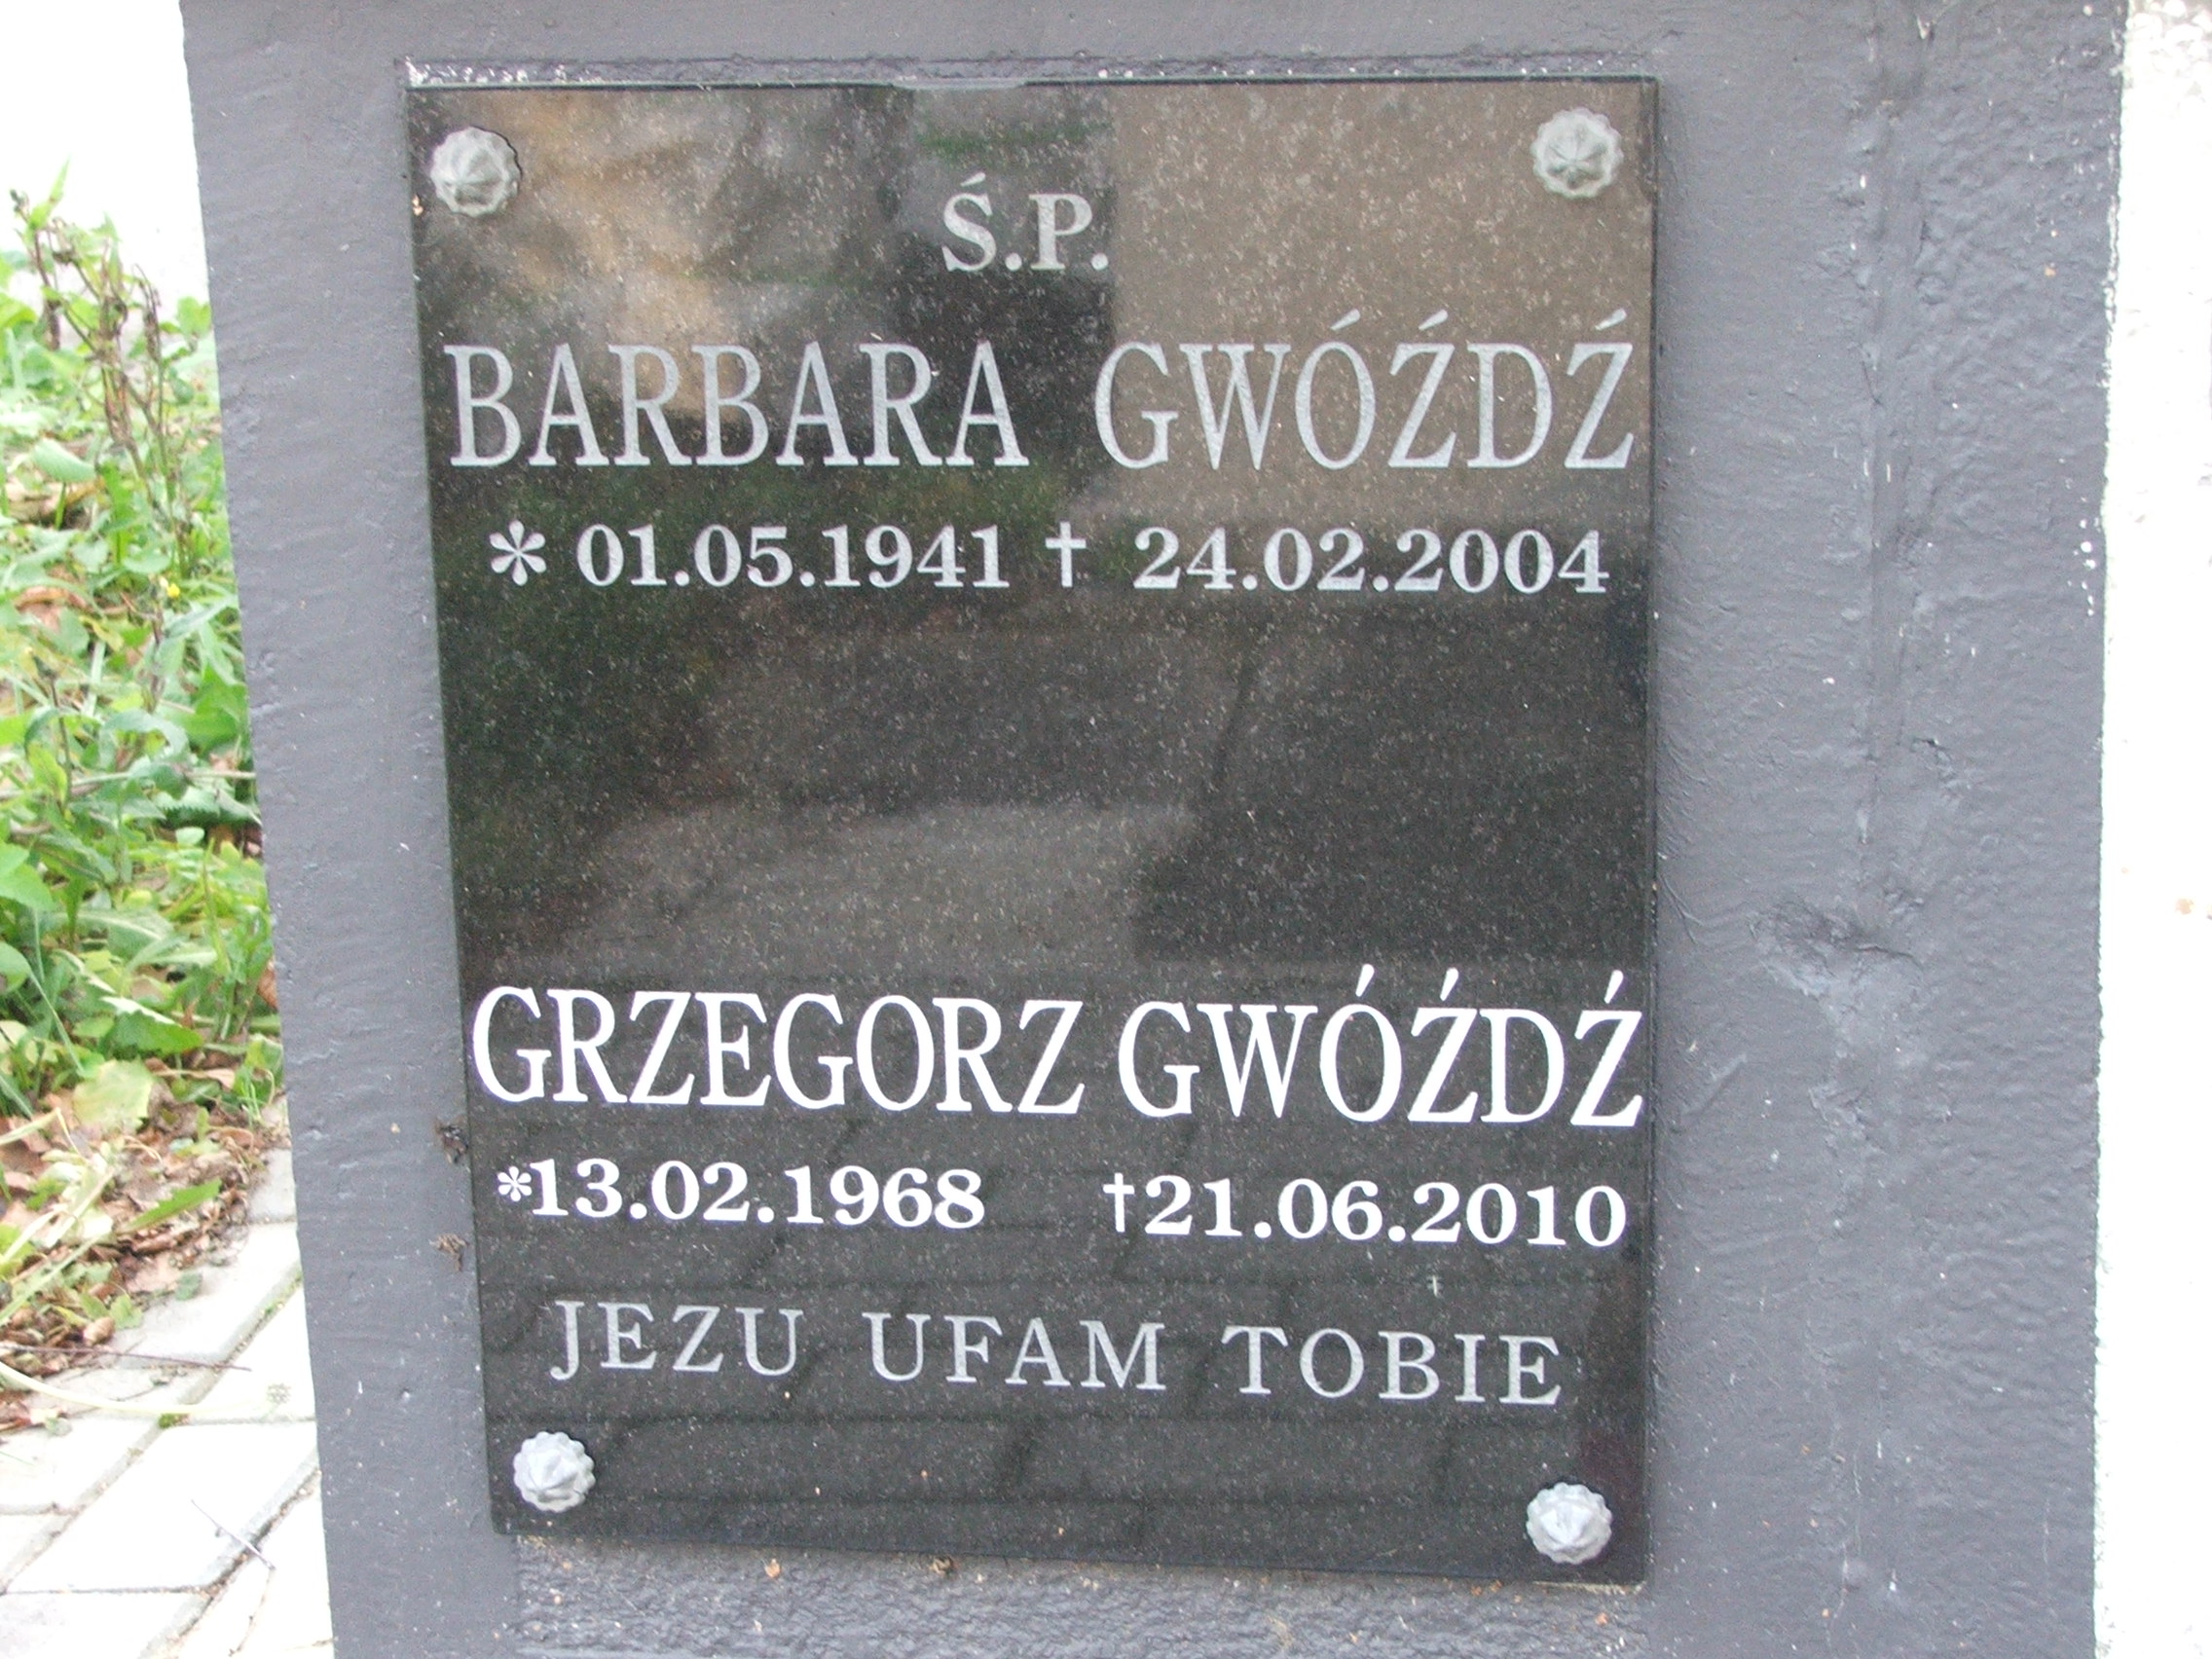 Ś.P.
BARBARA GWÓŹDŹ
* 01.05.1941 † 24.02.2004
GRZEGORZ GWÓŹDŹ
*13.02.1968 †21.06.2010
JEZU UFAM TOBIE